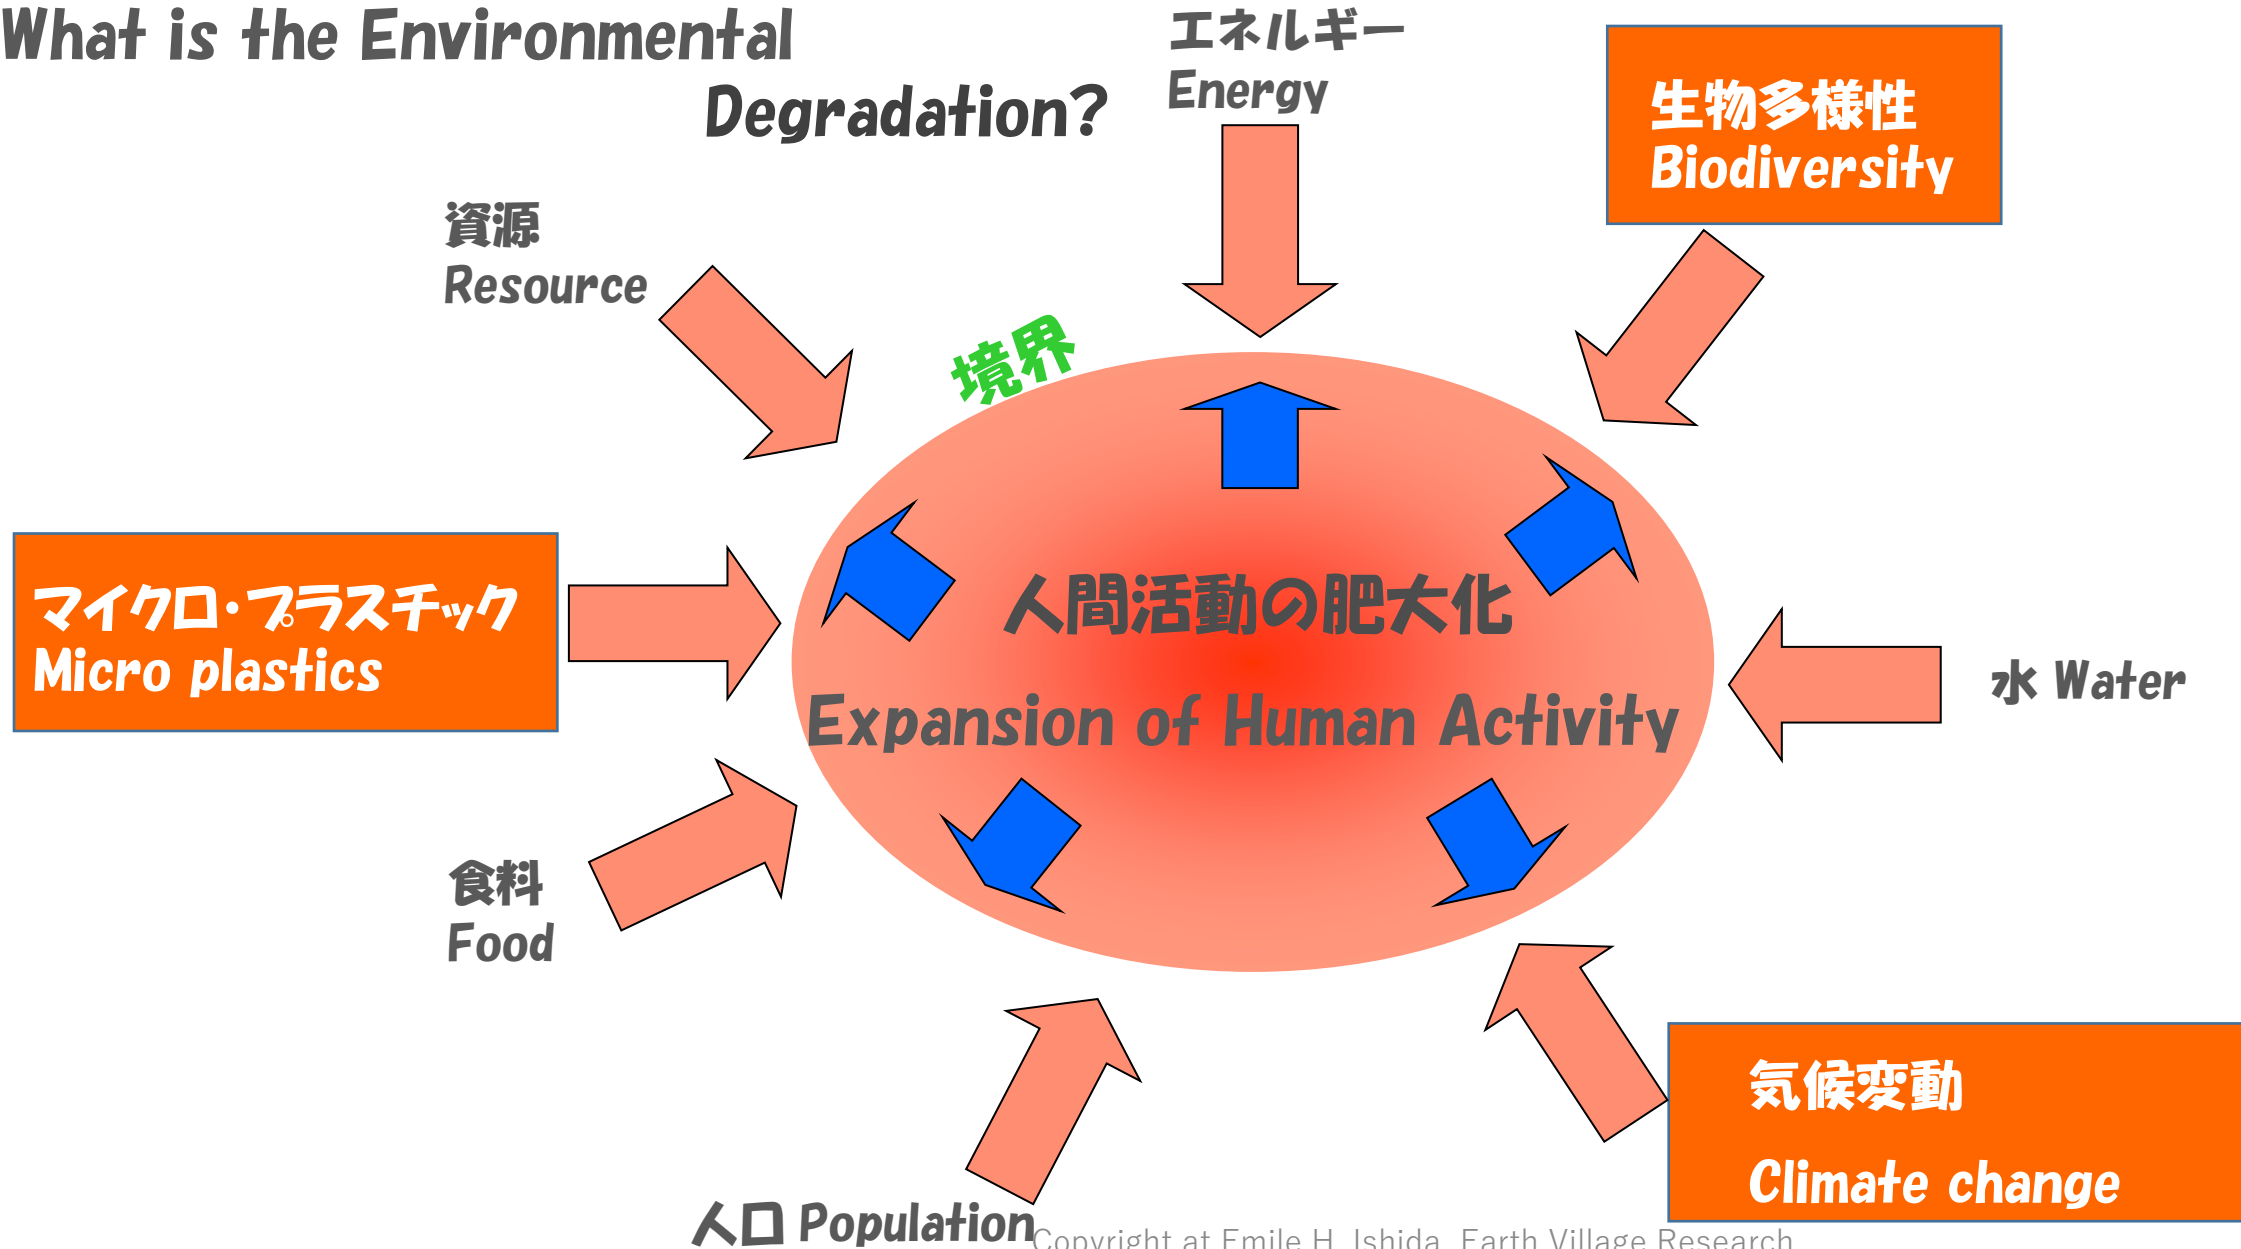 What is the Environmental
Degradation?
エネルギー
Energy
生物多様性
Biodiversity
資源
Resource
境界
マイクロ・プラスチック
Micro plastics
人間活動の肥大化
Expansion of Human Activity
水 Water
食料
Food
気候変動
Climate change
人口 Population
Copyright at Emile H. Ishida, Earth Village Research